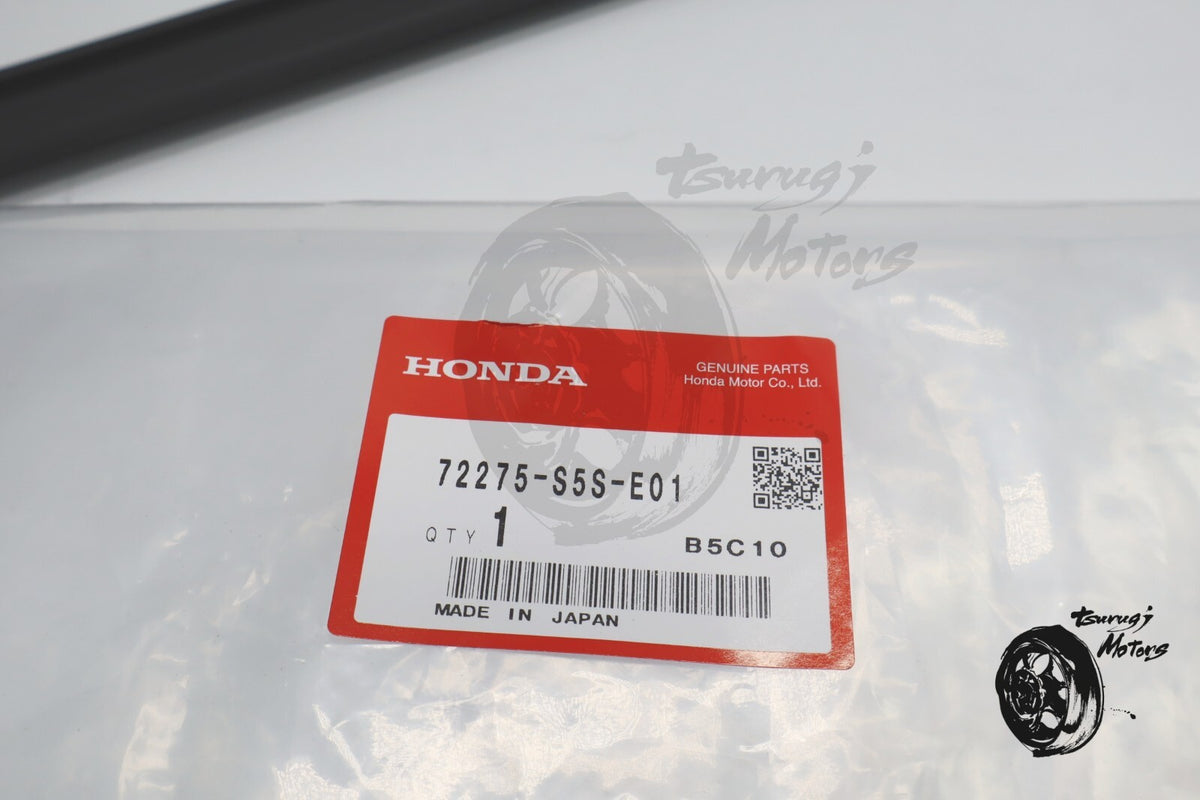 tsurugi
Motors
HONDA
GENUINE PARTS
Honda Motor Co., Ltd.
72275-S5S-E01
QTY 1
B5C10
MADE IN JAPAN
tsurugi
Motors